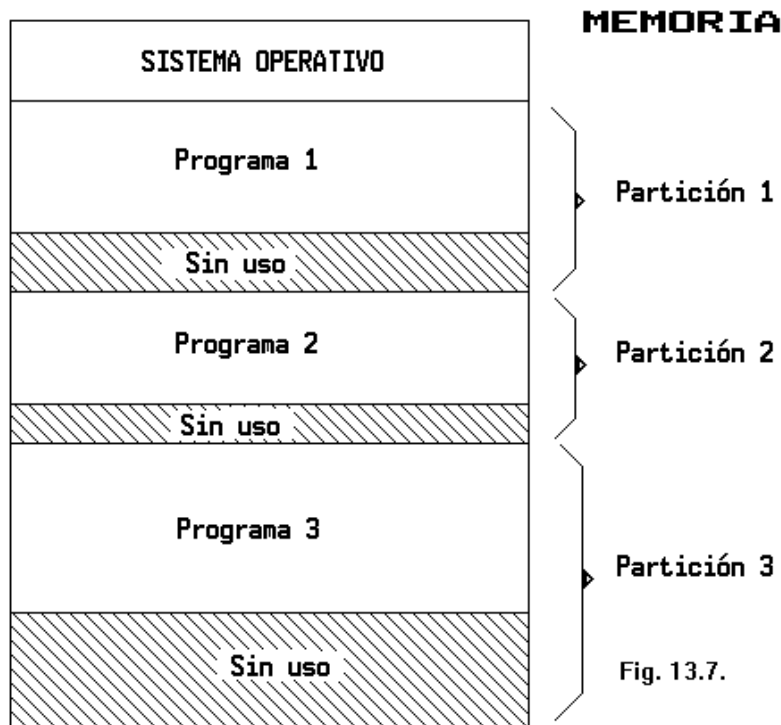 MEMORIA
SISTEMA OPERATIVO
Programa 1
Partición 1
Sin uso
Programa 2
Partición 2
Sin uso
Programa 3
Partición 3
Sin uso
Fig. 13.7.